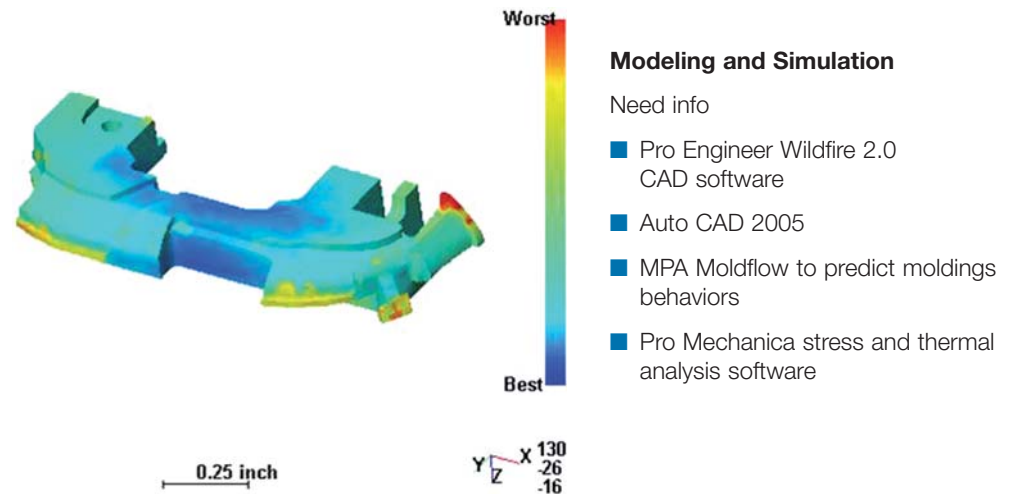 Worst
Best
0.25 inch
Y
Z
X
130
-26
-16
Modeling and Simulation
Need info
■ Pro Engineer Wildfire 2.0
CAD software
■ Auto CAD 2005
■ MPA Moldflow to predict moldings
behaviors
■ Pro Mechanica stress and thermal
analysis software